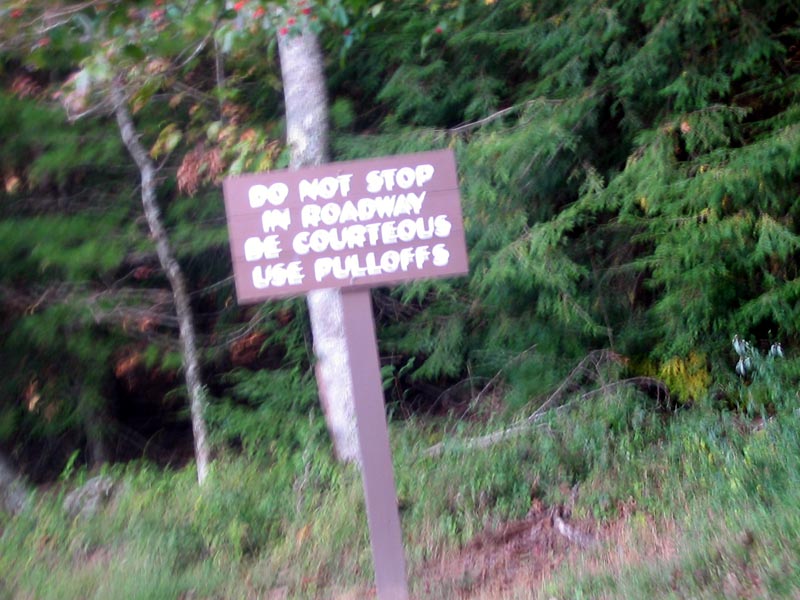 DO NOT STOP
IN ROADWAY
BE COURTEOUS
USE PULLOFFS